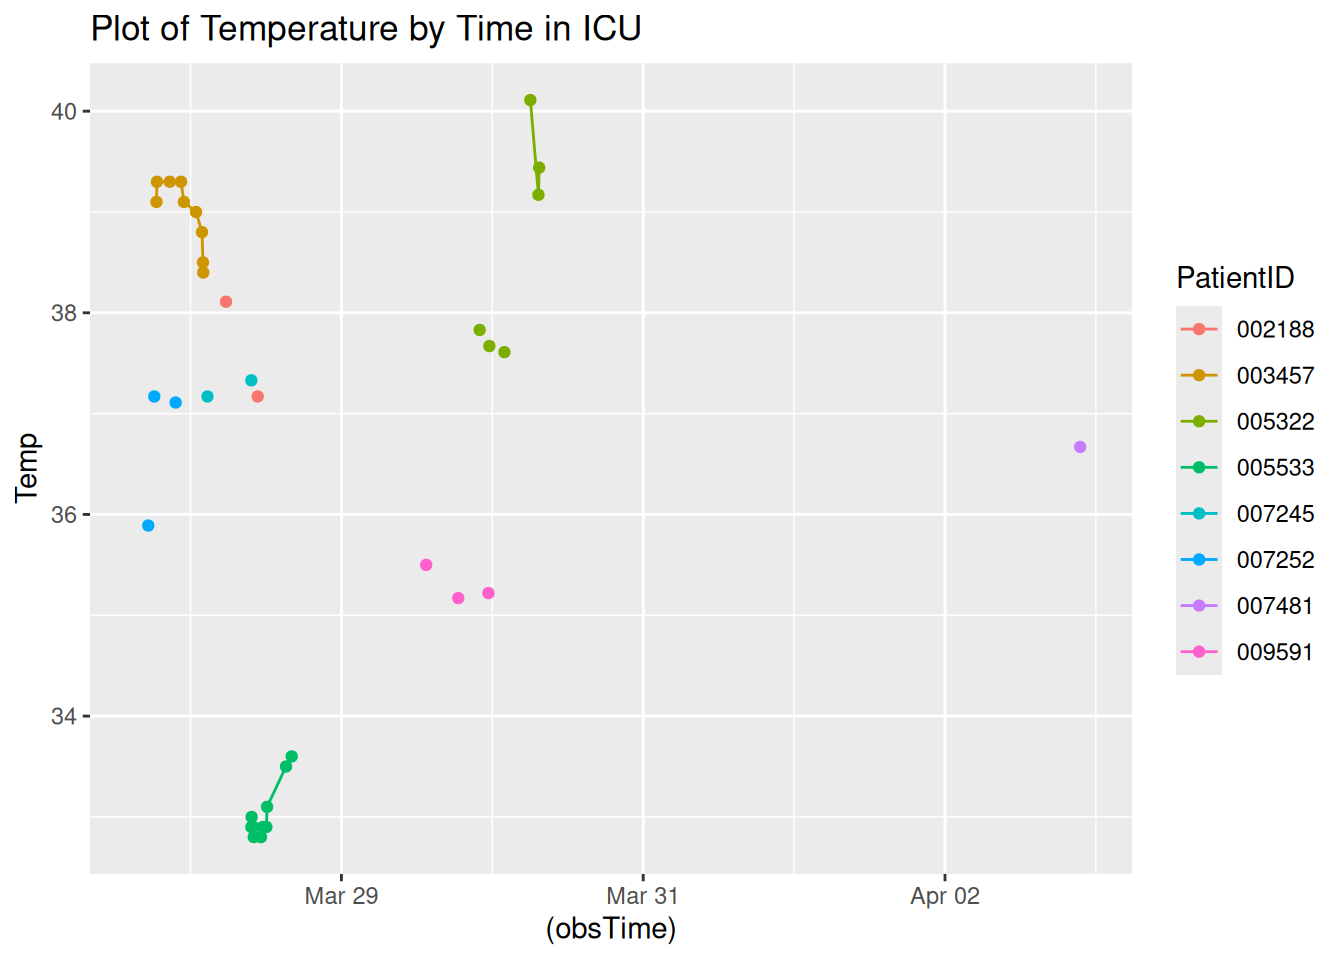 Plot of Temperature by Time in ICU
40
38
36
34
Temp
Mar 29
Mar 31
Apr 02
(obsTime)
PatientID
002188
003457
005322
005533
007245
007252
007481
009591